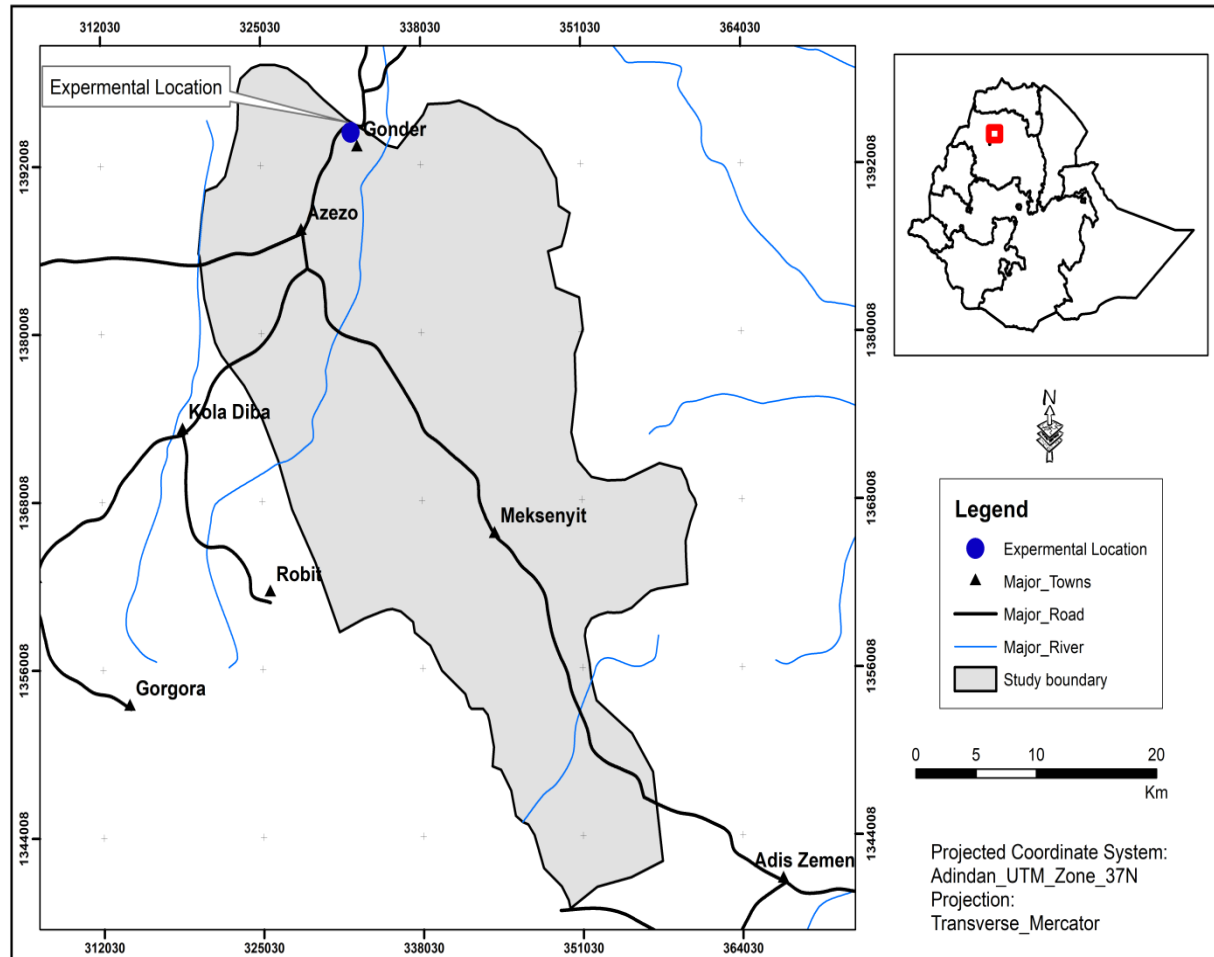 312030 325030 338030 351030 364030
Expermental Location
Gonder
1392008 1392008
Azezo
1380008 1380008
Kola Diba
1368008 1368008
Meksenyit
Robit
1356008 1356008
Gorgora
1344008 1344008
Adis Zemen
312030 325030 338030 351030 364030
N
Legend
Expermental Location
Major_Towns
Major_Road
Major_River
Study boundary
0 5 10 20
Km
Projected Coordinate System:
Adindan_UTM_Zone_37N
Projection:
Transverse_Mercator